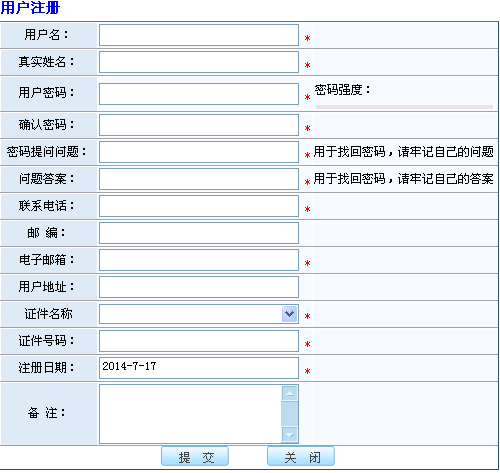 用户注册
用户名：*
真实姓名：*
用户密码：* 密码强度：
确认密码：*
密码提问问题：*用于找回密码，请牢记自己的问题
问题答案：*用于找回密码，请牢记自己的答案
联系电话：*
邮 编：
电子邮箱：*
用户地址：
证件名称 *
证件号码：*
注册日期：2014-7-17 *
备 注：
提 交 关 闭